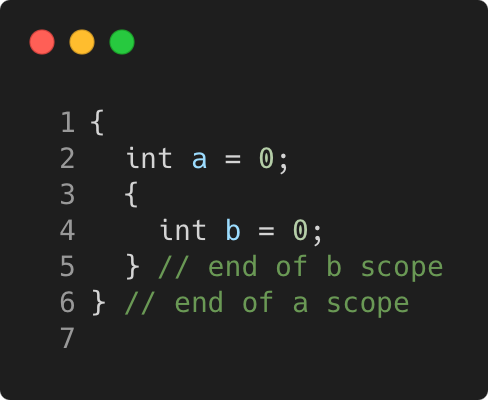 1 {
2   int a = 0;
3   {
4     int b = 0;
5   } // end of b scope
6 } // end of a scope
7